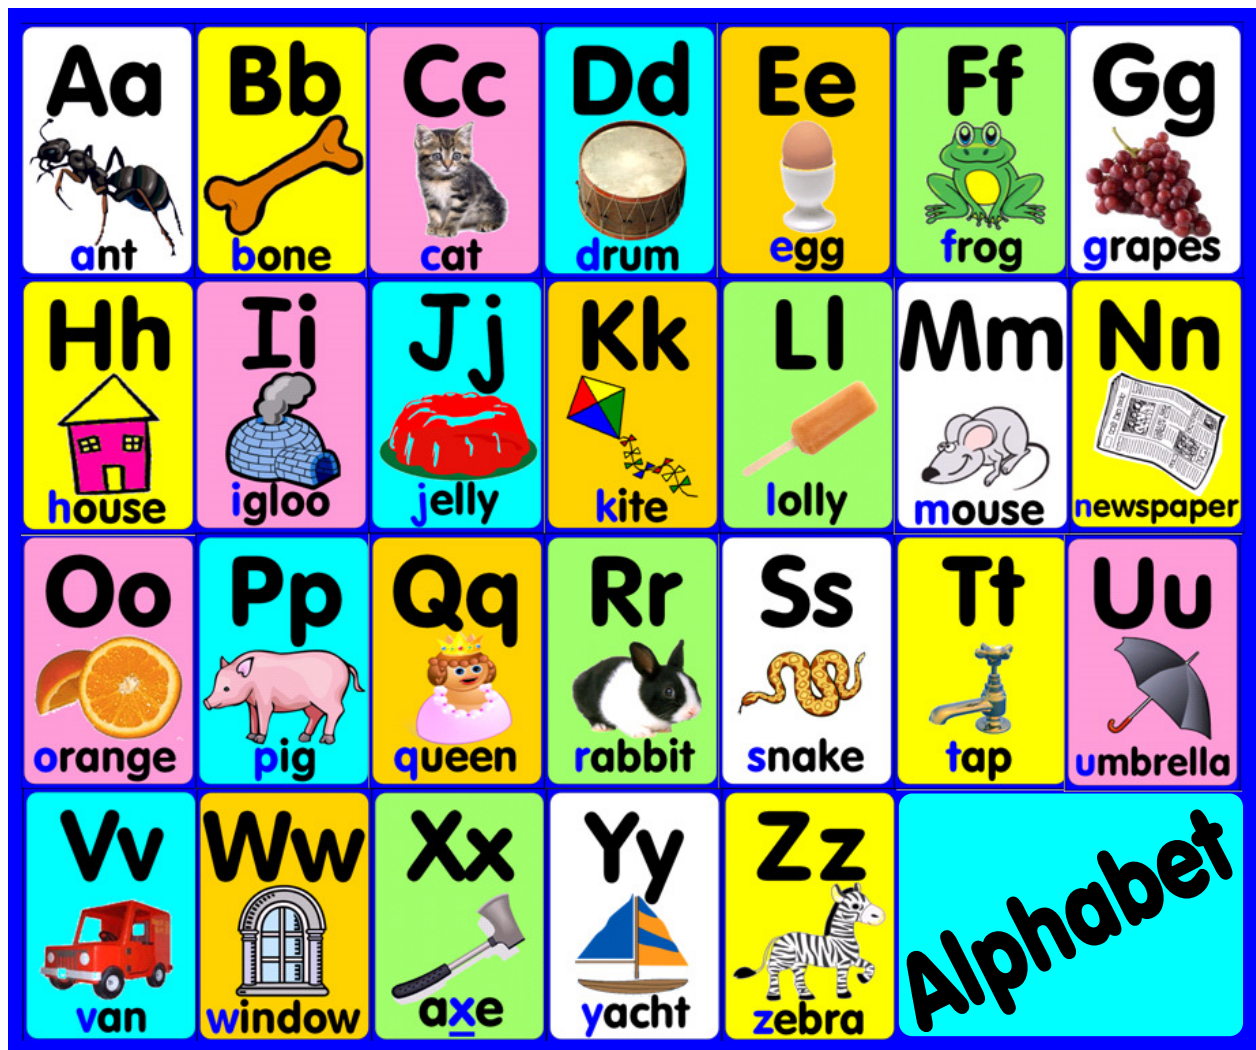 Aa Bb Cc Dd Ee Ff Gg
ant bone cat drum egg frog grapes
Hh Ii Jj Kk Ll Mm Nn
house igloo jelly kite lolly mouse newspaper
Oo Pp Qq Rr Ss Tt Uu
orange pig queen rabbit snake tap umbrella
Vv Ww Xx Yy Zz
van window axe yacht zebra
Alphabet